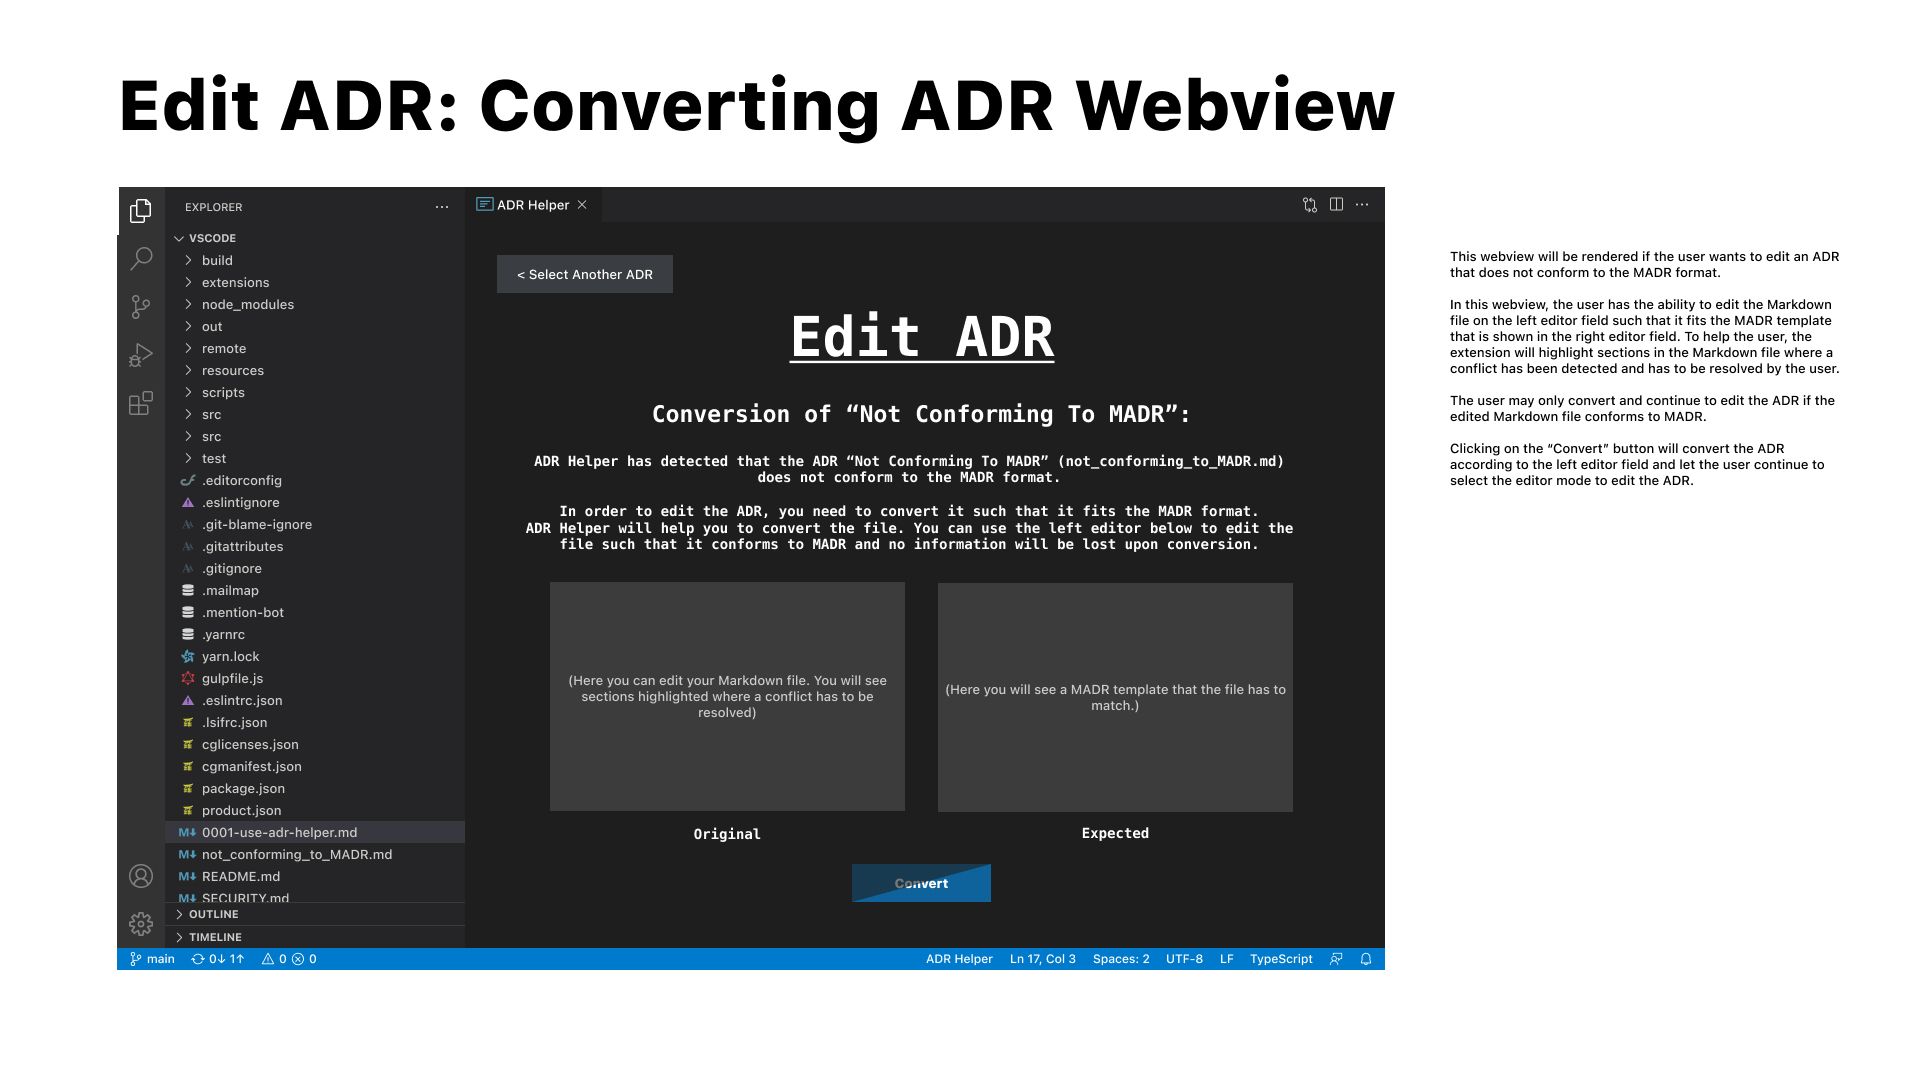 Edit ADR: Converting ADR Webview
EXPLORER
VSCODE
build
extensions
node_modules
out
remote
resources
scripts
src
src
test
.editorconfig
.eslintignore
.git-blame-ignore
.gitattributes
.gitignore
.mailmap
.mention-bot
.yarnrc
yarn.lock
gulpfile.js
.eslintrc.json
.lsifrc.json
cglicenses.json
cgmanifest.json
package.json
product.json
M↓ 0001-use-adr-helper.md
M↓ not_conforming_to_MADR.md
M↓ README.md
M↓ SECURITY.md
OUTLINE
TIMELINE
ADR Helper
< Select Another ADR
Edit ADR
Conversion of “Not Conforming To MADR”:
ADR Helper has detected that the ADR “Not Conforming To MADR” (not_conforming_to_MADR.md)
does not conform to the MADR format.
In order to edit the ADR, you need to convert it such that it fits the MADR format.
ADR Helper will help you to convert the file. You can use the left editor below to edit the
file such that it conforms to MADR and no information will be lost upon conversion.
(Here you can edit your Markdown file. You will see
sections highlighted where a conflict has to be
resolved)
Original
(Here you will see a MADR template that the file has to
match.)
Expected
Convert
main 0↓ 1↑ 0 0
ADR Helper Ln 17, Col 3 Spaces: 2 UTF-8 LF TypeScript
This webview will be rendered if the user wants to edit an ADR
that does not conform to the MADR format.
In this webview, the user has the ability to edit the Markdown
file on the left editor field such that it fits the MADR template
that is shown in the right editor field. To help the user, the
extension will highlight sections in the Markdown file where a
conflict has been detected and has to be resolved by the user.
The user may only convert and continue to edit the ADR if the
edited Markdown file conforms to MADR.
Clicking on the “Convert” button will convert the ADR
according to the left editor field and let the user continue to
select the editor mode to edit the ADR.